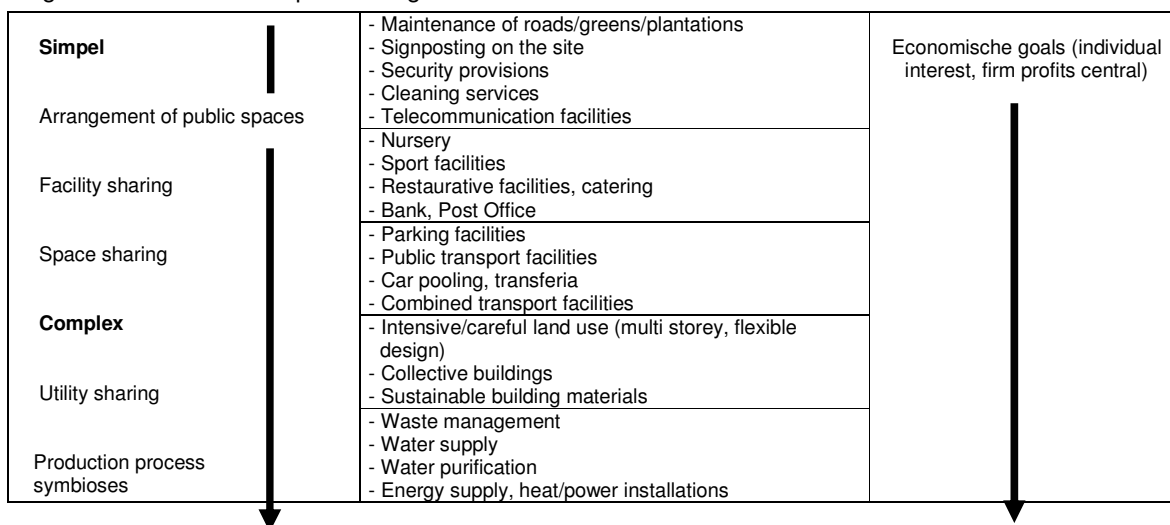 Simpel
Arrangement of public spaces
Facility sharing
Space sharing
Complex
Utility sharing
Production process
symbioses
- Maintenance of roads/greens/plantations
- Signposting on the site
- Security provisions
- Cleaning services
- Telecommunication facilities
- Nursery
- Sport facilities
- Restaurative facilities, catering
- Bank, Post Office
- Parking facilities
- Public transport facilities
- Car pooling, transferia
- Combined transport facilities
- Intensive/careful land use (multi storey, flexible
design)
- Collective buildings
- Sustainable building materials
- Waste management
- Water supply
- Water purification
- Energy supply, heat/power installations
Economische goals (individual
interest, firm profits central)